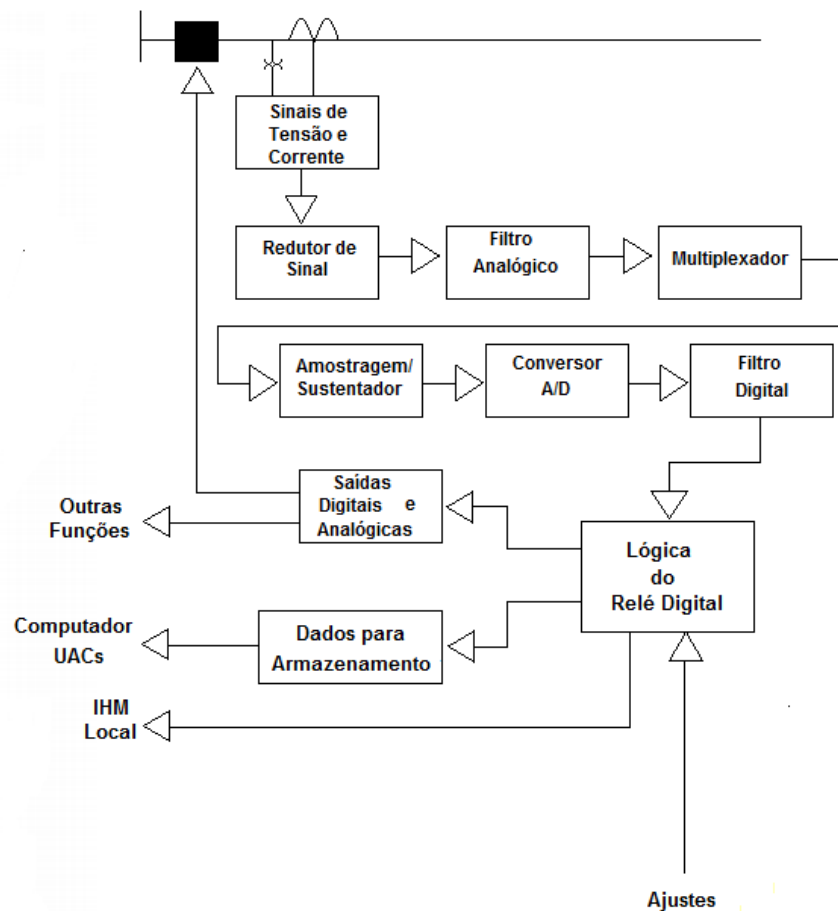 Sinais de
Tensão e
Corrente
Redutor de
Sinal
Filtro
Analógico
Multiplexador
Amostragem/
Sustentador
Conversor
A/D
Filtro
Digital
Saídas
Digitais e
Analógicas
Outras
Funções
Lógica
do
Relé Digital
Computador
UACs
Dados para
Armazenamento
IHM
Local
Ajustes